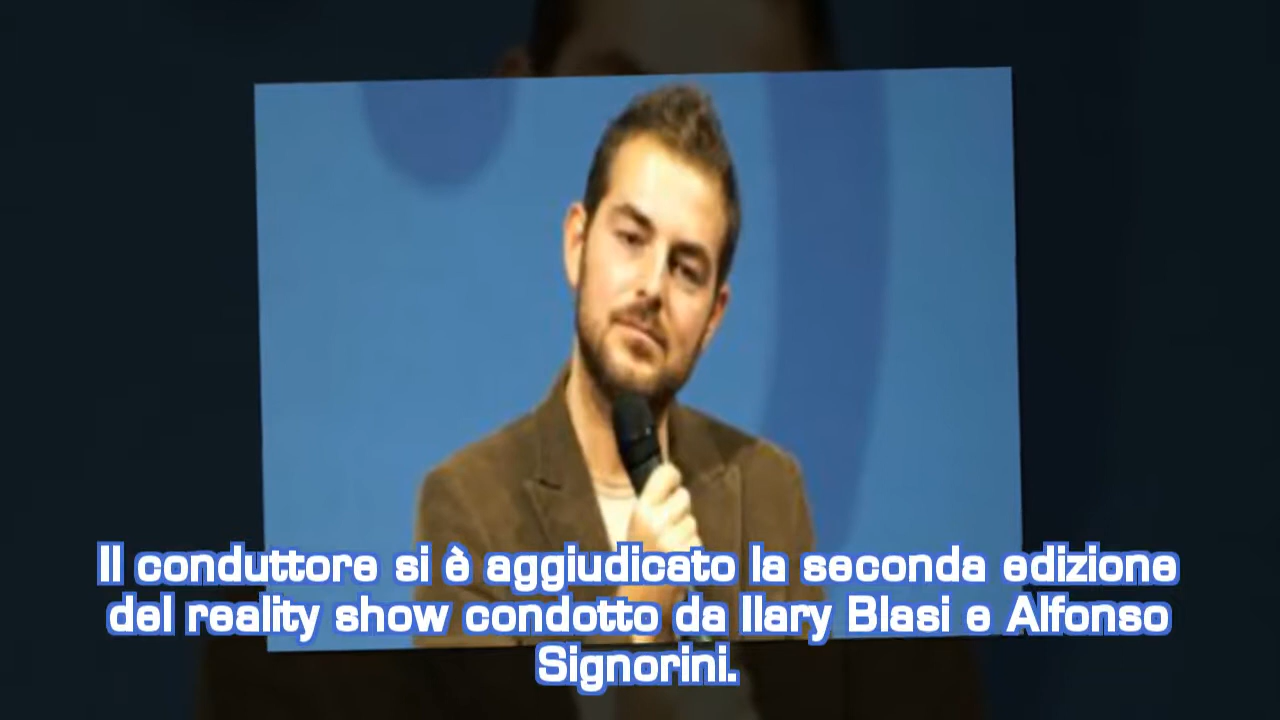 Il conduttore si è aggiudicato la seconda edizione
del reality show condotto da Ilary Blasi e Alfonso
Signorini.